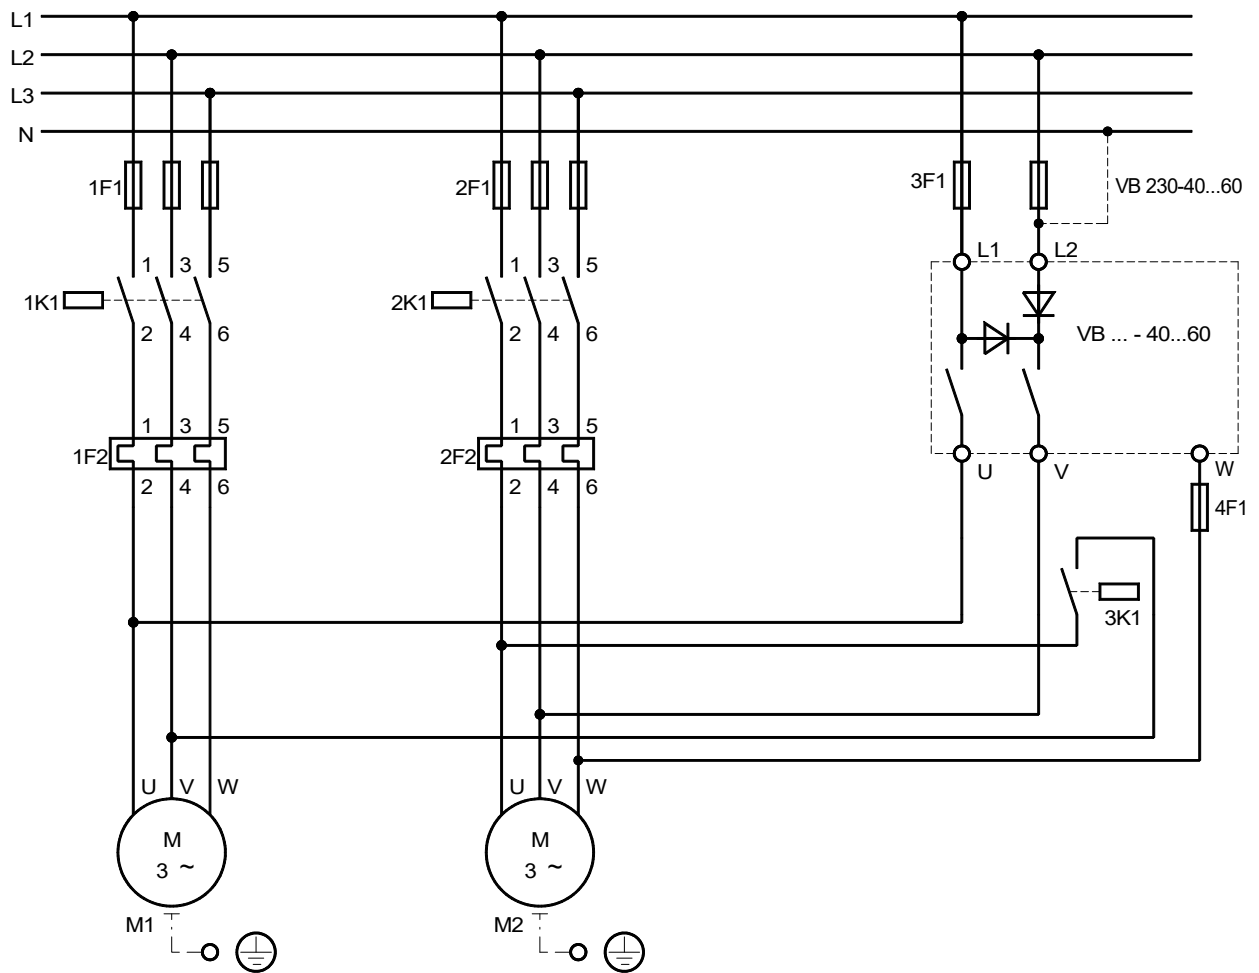 L1
L2
L3
N
1F1 2F1 3F1 VB 230-40...60
L1 L2
1 3 5 1 3 5
1K1 2K1
2 4 6 2 4 6
VB ... - 40...60
1 3 5 1 3 5
1F2 2F2
2 4 6 2 4 6
U V W
4F1
3K1
U V W U V W
M M
3 ~ 3 ~
M1 M2